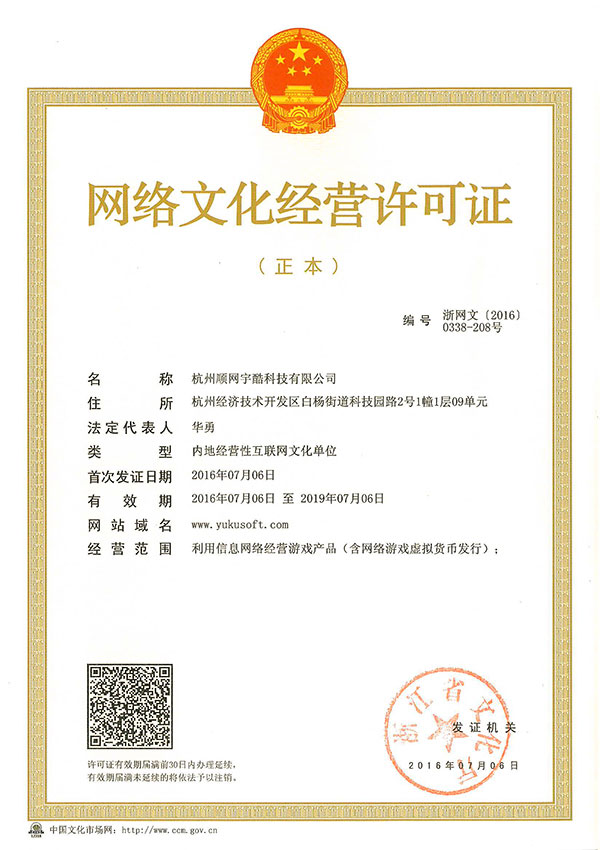 网络文化经营许可证
（正本）
编号 浙网文〔2016〕
0338-208号
名称 杭州顺网宇酷科技有限公司
住所 杭州经济技术开发区白杨街道科技园路2号1幢1层09单元
法定代表人 华勇
类型 内地经营性互联网文化单位
首次发证日期 2016年07月06日
有效期 2016年07月06日 至 2019年07月06日
网站域名 www.yukusoft.com
经营范围 利用信息网络经营游戏产品（含网络游戏虚拟货币发行）；
浙江省文化厅
发证机关
2016年07月06日
许可证有效期届满前30日内办理延续，
有效期届满未延续的将依法予以注销。
中国文化市场网：http://www.ccm.gov.cn